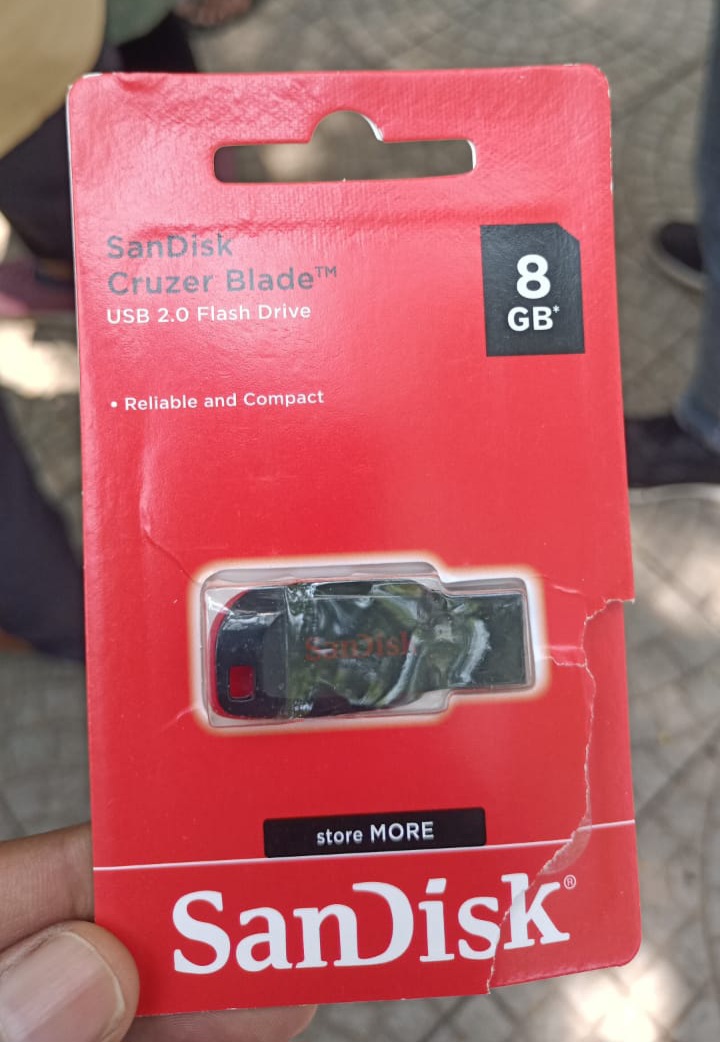 SanDisk
Cruzer Blade™
USB 2.0 Flash Drive
8
GB*
• Reliable and Compact
SanDisk
store MORE
SanDisk®